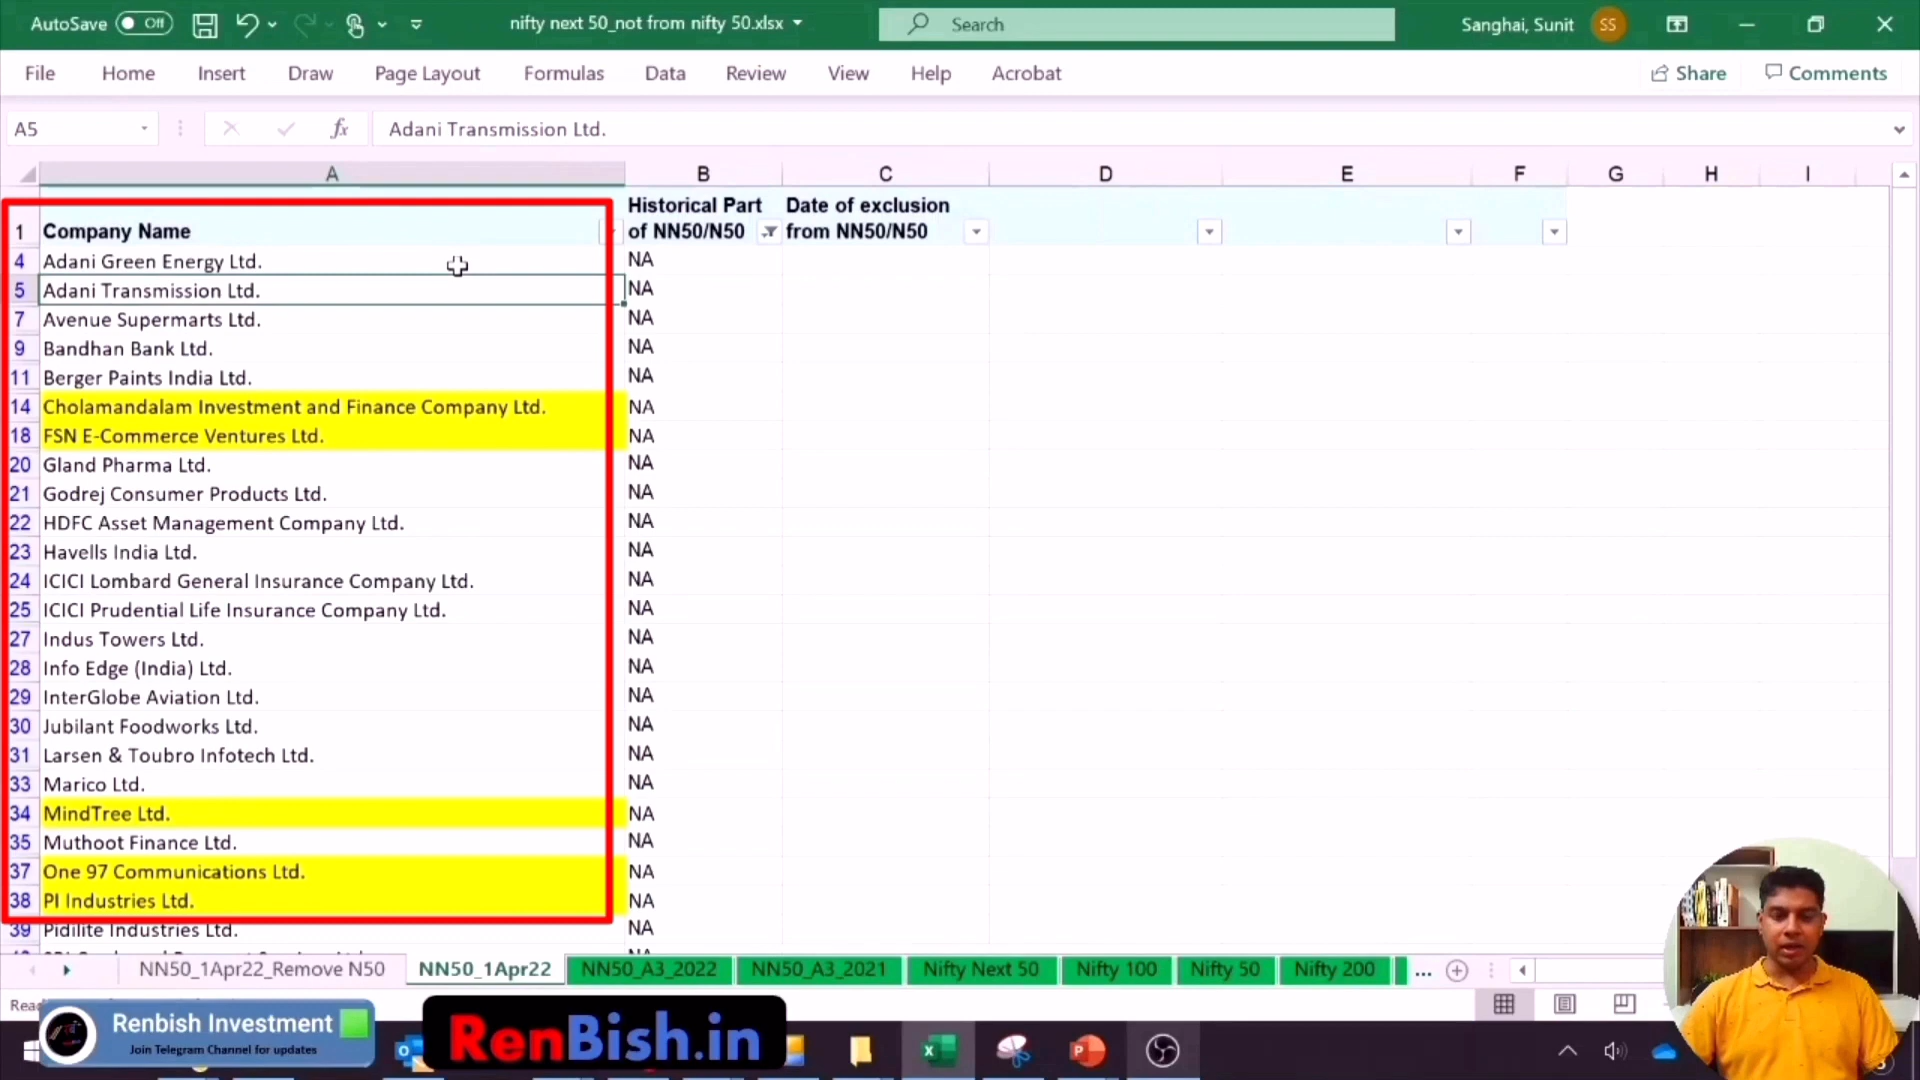 AutoSave Off nifty next 50_not from nifty 50.xlsx Search Sanghai, Sunit SS
File Home Insert Draw Page Layout Formulas Data Review View Help Acrobat Share Comments
A5 fx Adani Transmission Ltd.
A B C D E F G H I
Historical Part Date of exclusion
1 Company Name of NN50/N50 from NN50/N50
4 Adani Green Energy Ltd. NA
5 Adani Transmission Ltd. NA
7 Avenue Supermarts Ltd. NA
9 Bandhan Bank Ltd. NA
11 Berger Paints India Ltd. NA
14 Cholamandalam Investment and Finance Company Ltd. NA
18 FSN E-Commerce Ventures Ltd. NA
20 Gland Pharma Ltd. NA
21 Godrej Consumer Products Ltd. NA
22 HDFC Asset Management Company Ltd. NA
23 Havells India Ltd. NA
24 ICICI Lombard General Insurance Company Ltd. NA
25 ICICI Prudential Life Insurance Company Ltd. NA
27 Indus Towers Ltd. NA
28 Info Edge (India) Ltd. NA
29 InterGlobe Aviation Ltd. NA
30 Jubilant Foodworks Ltd. NA
31 Larsen & Toubro Infotech Ltd. NA
33 Marico Ltd. NA
34 MindTree Ltd. NA
35 Muthoot Finance Ltd. NA
37 One 97 Communications Ltd. NA
38 PI Industries Ltd. NA
39 Pidilite Industries Ltd. NA
NN50_1Apr22_Remove N50 NN50_1Apr22 NN50_A3_2022 NN50_A3_2021 Nifty Next 50 Nifty 100 Nifty 50 Nifty 200 ...
Renbish Investment
Join Telegram Channel for updates
RenBish.in